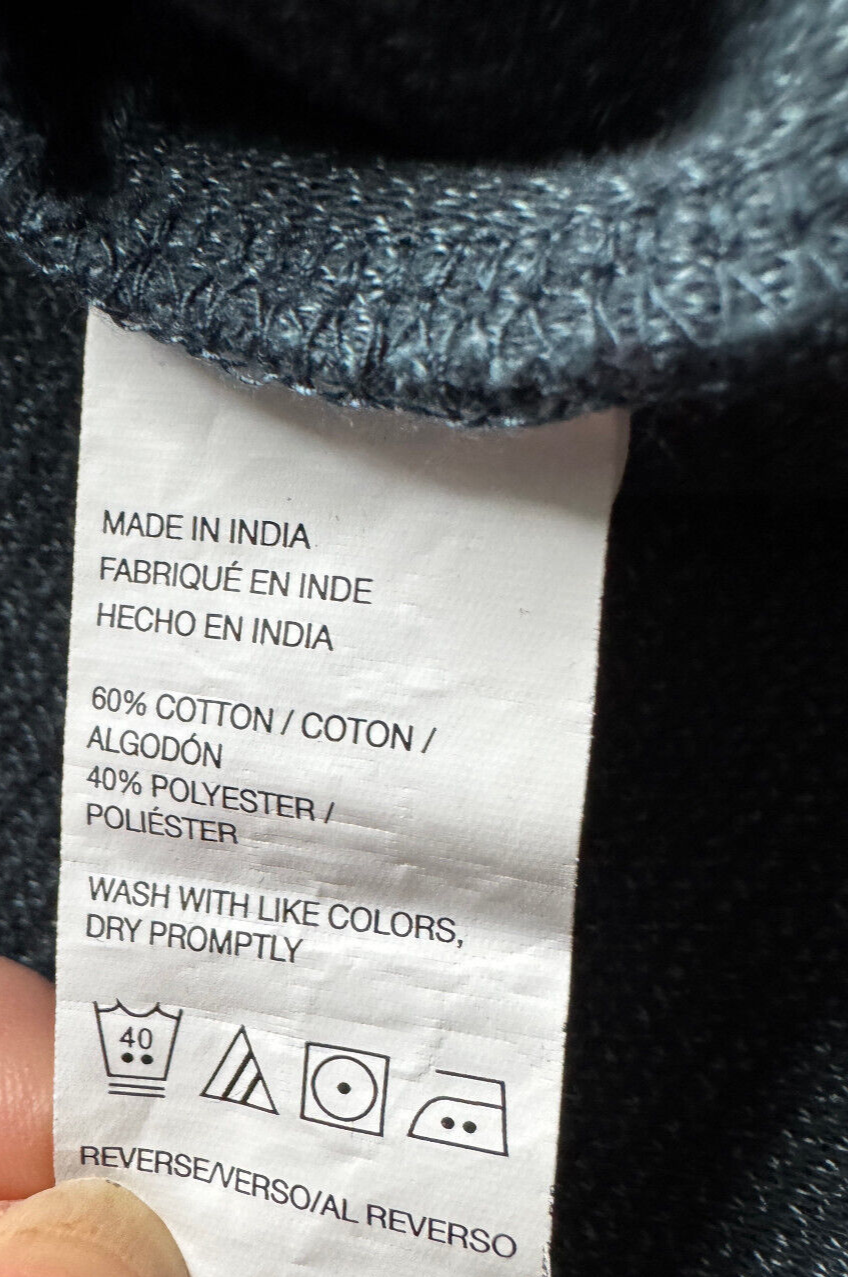 MADE IN INDIA
FABRIQUÉ EN INDE
HECHO EN INDIA
60% COTTON / COTON /
ALGODÓN
40% POLYESTER /
POLIÉSTER
WASH WITH LIKE COLORS,
DRY PROMPTLY
40
REVERSE/VERSO/AL REVERSO